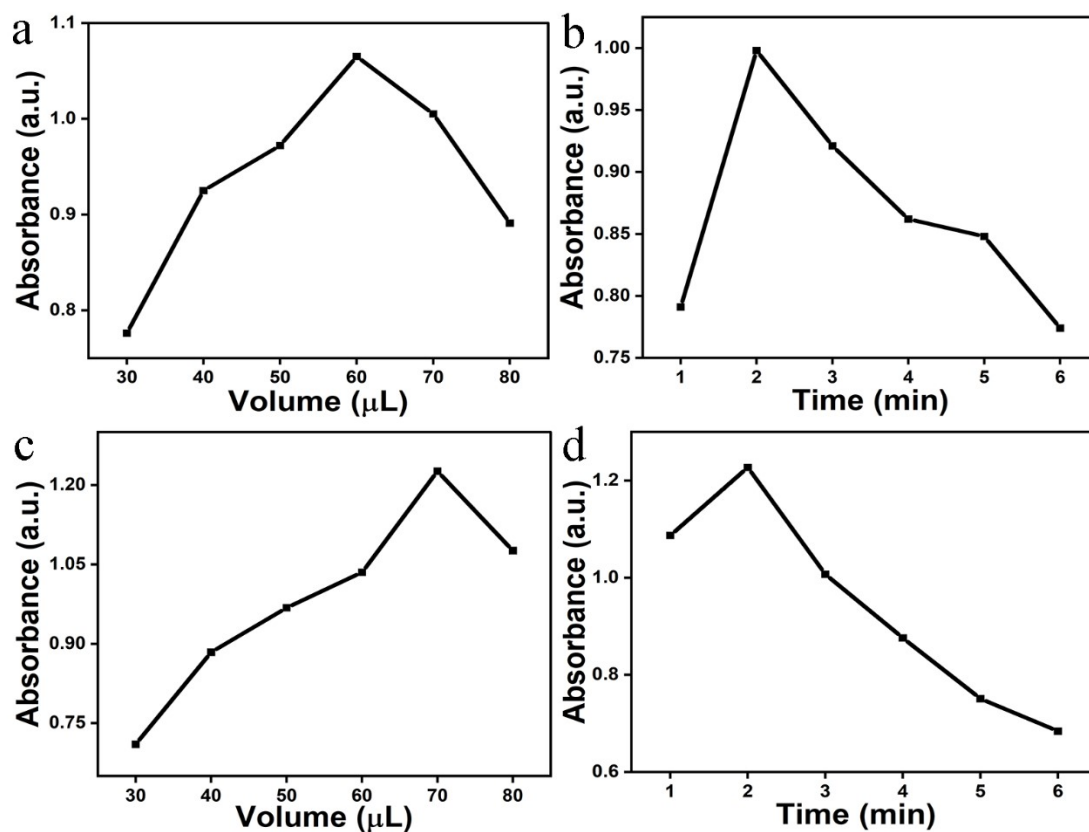 a
Absorbance (a.u.)
1.1
1.0
0.9
0.8
30 40 50 60 70 80
Volume (μL)
b
Absorbance (a.u.)
1.00
0.95
0.90
0.85
0.80
0.75
1 2 3 4 5 6
Time (min)
c
Absorbance (a.u.)
1.20
1.05
0.90
0.75
30 40 50 60 70 80
Volume (μL)
d
Absorbance (a.u.)
1.2
1.0
0.8
0.6
1 2 3 4 5 6
Time (min)